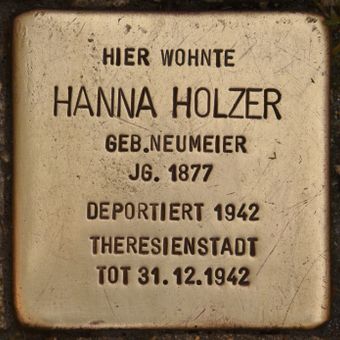 HIER WOHNTE
HANNA HOLZER
GEB.NEUMEIER
JG. 1877
DEPORTIERT 1942
THERESIENSTADT
TOT 31.12.1942